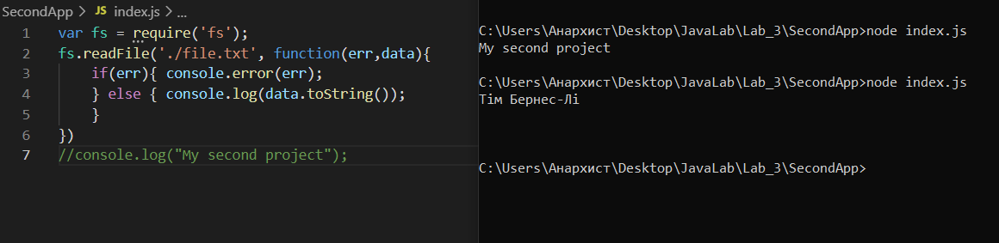 SecondApp > JS index.js > ...
1 var fs = require('fs');
2 fs.readFile('./file.txt', function(err,data){
3 if(err){ console.error(err);
4 } else { console.log(data.toString());
5 }
6 })
7 //console.log("My second project");
C:\Users\Анархист\Desktop\JavaLab\Lab_3\SecondApp>node index.js
My second project
C:\Users\Анархист\Desktop\JavaLab\Lab_3\SecondApp>node index.js
Тім Бернес-Лі
C:\Users\Анархист\Desktop\JavaLab\Lab_3\SecondApp>